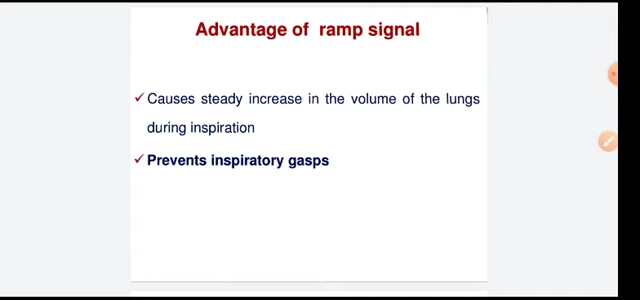 Advantage of ramp signal
✓ Causes steady increase in the volume of the lungs
during inspiration
✓ Prevents inspiratory gasps